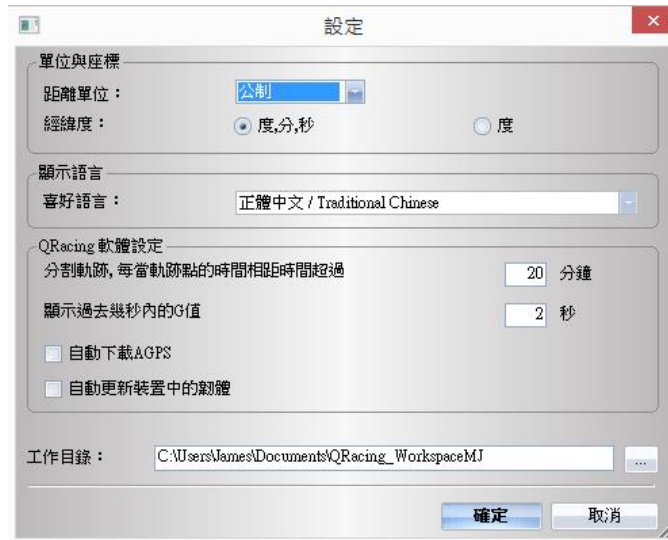 設定
單位與座標
距離單位： 公制
經緯度： 度,分,秒 度
顯示語言
喜好語言： 正體中文 / Traditional Chinese
QRacing 軟體設定
分割軌跡, 每當軌跡點的時間相距時間超過 20 分鐘
顯示過去幾秒內的G值 2 秒
自動下載AGPS
自動更新裝置中的韌體
工作目錄： C:\Users\James\Documents\QRacing_WorkspaceMJ ...
確定 取消